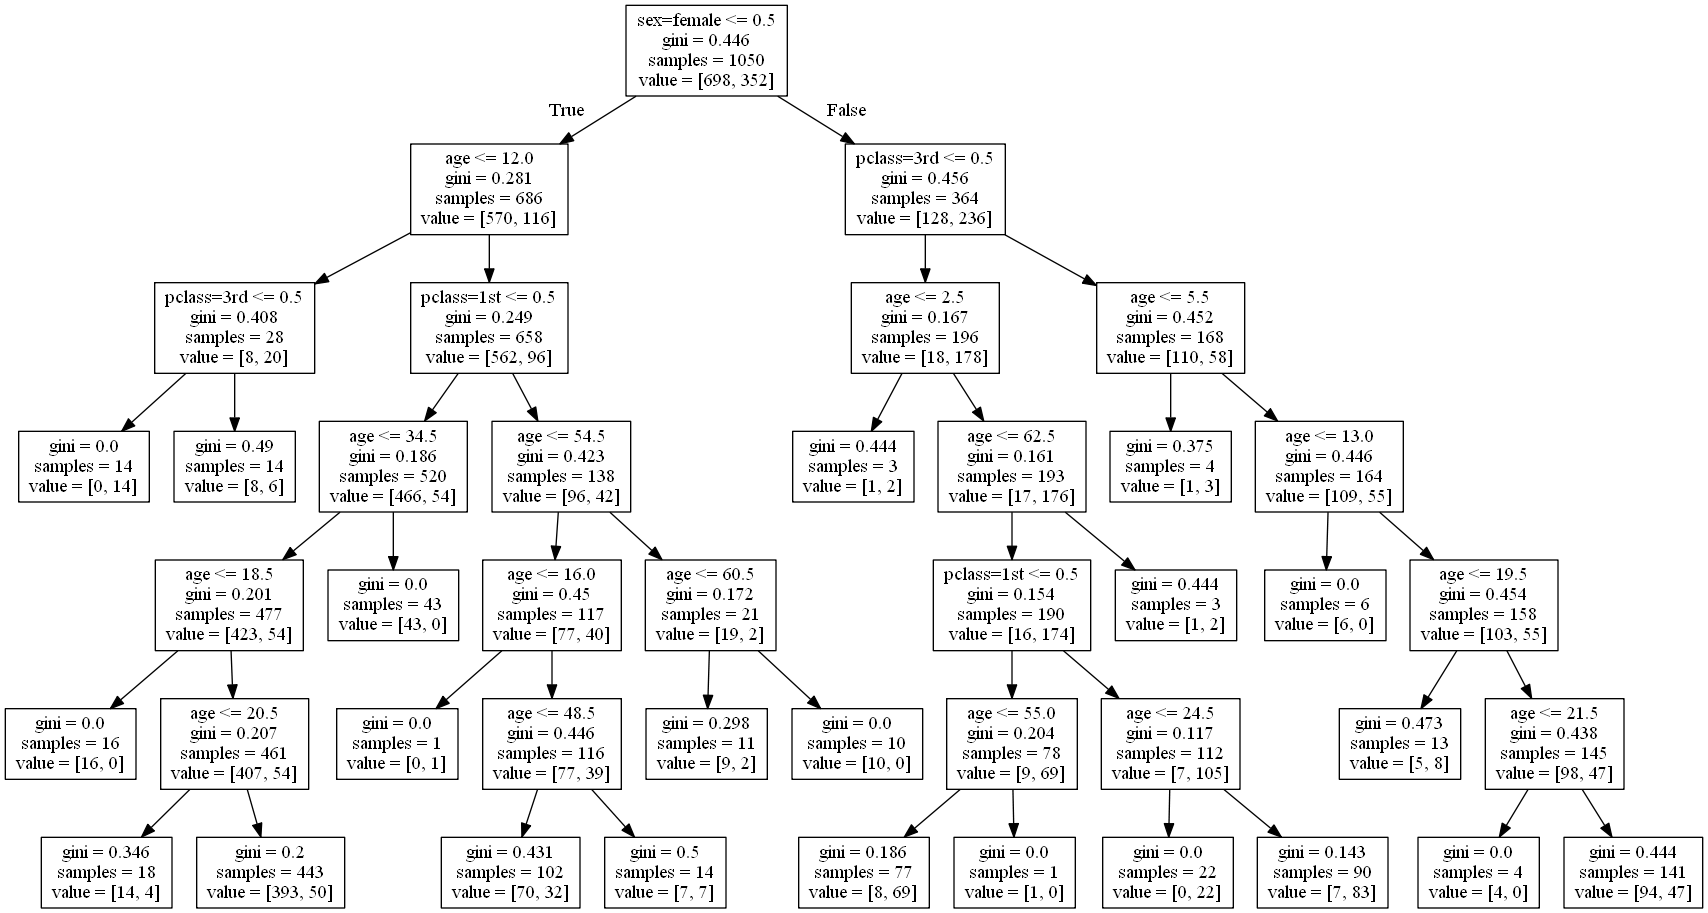 sex=female <= 0.5
gini = 0.446
samples = 1050
value = [698, 352]
True
False
age <= 12.0
gini = 0.281
samples = 686
value = [570, 116]
pclass=3rd <= 0.5
gini = 0.456
samples = 364
value = [128, 236]
pclass=3rd <= 0.5
gini = 0.408
samples = 28
value = [8, 20]
pclass=1st <= 0.5
gini = 0.249
samples = 658
value = [562, 96]
age <= 2.5
gini = 0.167
samples = 196
value = [18, 178]
age <= 5.5
gini = 0.452
samples = 168
value = [110, 58]
gini = 0.0
samples = 14
value = [0, 14]
gini = 0.49
samples = 14
value = [8, 6]
age <= 34.5
gini = 0.186
samples = 520
value = [466, 54]
age <= 54.5
gini = 0.423
samples = 138
value = [96, 42]
gini = 0.444
samples = 3
value = [1, 2]
age <= 62.5
gini = 0.161
samples = 193
value = [17, 176]
gini = 0.375
samples = 4
value = [1, 3]
age <= 13.0
gini = 0.446
samples = 164
value = [109, 55]
age <= 18.5
gini = 0.201
samples = 477
value = [423, 54]
gini = 0.0
samples = 43
value = [43, 0]
age <= 16.0
gini = 0.45
samples = 117
value = [77, 40]
age <= 60.5
gini = 0.172
samples = 21
value = [19, 2]
pclass=1st <= 0.5
gini = 0.154
samples = 190
value = [16, 174]
gini = 0.444
samples = 3
value = [1, 2]
gini = 0.0
samples = 6
value = [6, 0]
age <= 19.5
gini = 0.454
samples = 158
value = [103, 55]
gini = 0.0
samples = 16
value = [16, 0]
age <= 20.5
gini = 0.207
samples = 461
value = [407, 54]
gini = 0.0
samples = 1
value = [0, 1]
age <= 48.5
gini = 0.446
samples = 116
value = [77, 39]
gini = 0.298
samples = 11
value = [9, 2]
gini = 0.0
samples = 10
value = [10, 0]
age <= 55.0
gini = 0.204
samples = 78
value = [9, 69]
age <= 24.5
gini = 0.117
samples = 112
value = [7, 105]
gini = 0.473
samples = 13
value = [5, 8]
age <= 21.5
gini = 0.438
samples = 145
value = [98, 47]
gini = 0.346
samples = 18
value = [14, 4]
gini = 0.2
samples = 443
value = [393, 50]
gini = 0.431
samples = 102
value = [70, 32]
gini = 0.5
samples = 14
value = [7, 7]
gini = 0.186
samples = 77
value = [8, 69]
gini = 0.0
samples = 1
value = [1, 0]
gini = 0.0
samples = 22
value = [0, 22]
gini = 0.143
samples = 90
value = [7, 83]
gini = 0.0
samples = 4
value = [4, 0]
gini = 0.444
samples = 141
value = [94, 47]